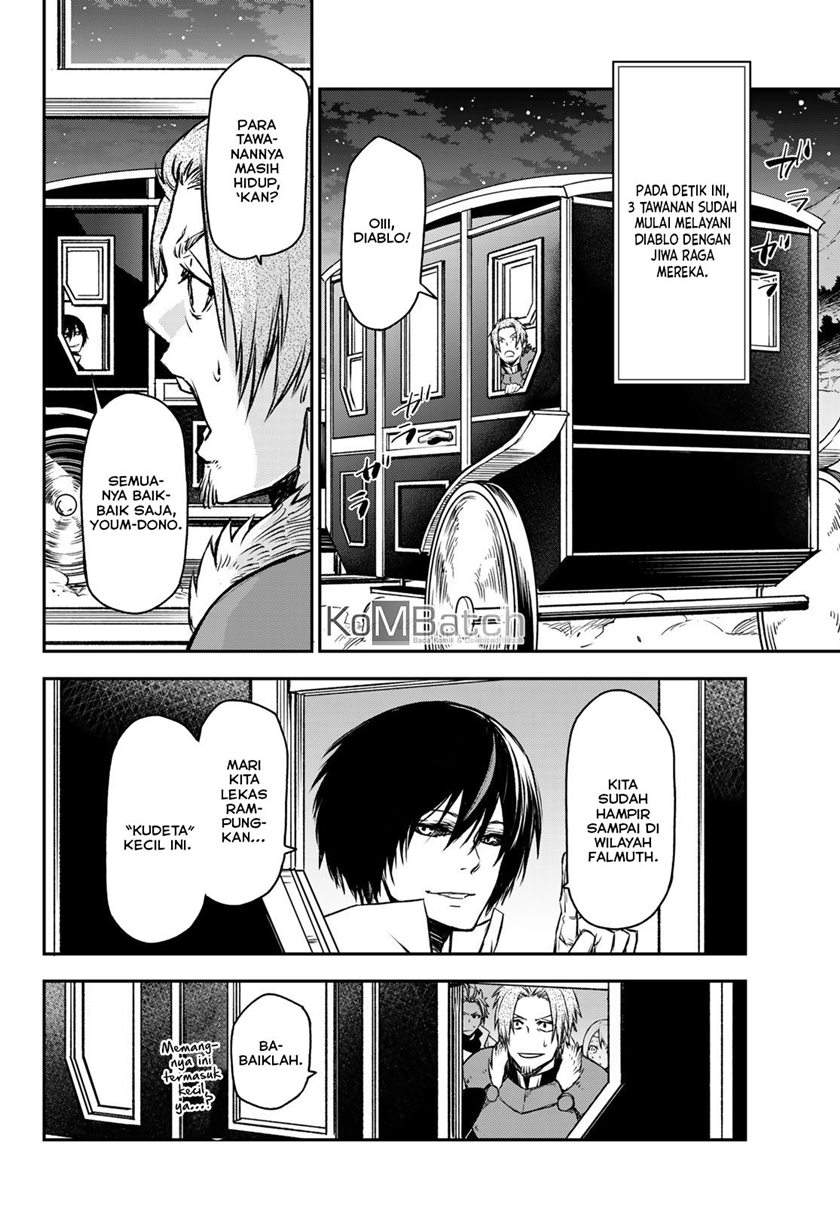 PADA DETIK INI,
3 TAWANAN SUDAH
MULAI MELAYANI
DIABLO DENGAN
JIWA RAGA
MEREKA.
OIII,
DIABLO!
PARA
TAWA-
NANNYA
MASIH
HIDUP,
'KAN?
SEMUA-
NYA BAIK-
BAIK SAJA,
YOUM-DONO.
KoMBatch
KITA
SUDAH
HAMPIR
SAMPAI DI
WILAYAH
FALMUTH.
MARI
KITA
LEKAS
RAM-
PUNG-
KAN...
"KUDETA"
KECIL INI.
BA-
BAIKLAH.
Memang-
nya ini
termasuk
kecil
ya....?